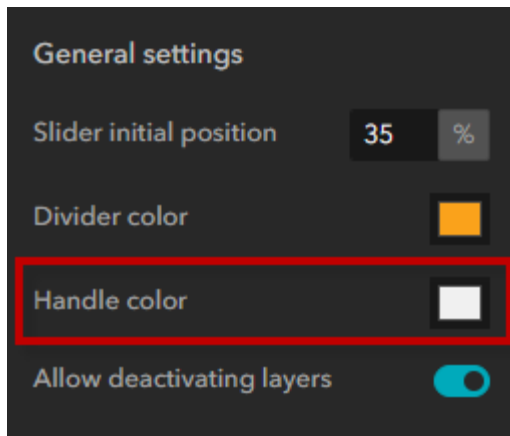 General settings
Slider initial position 35 %
Divider color
Handle color
Allow deactivating layers